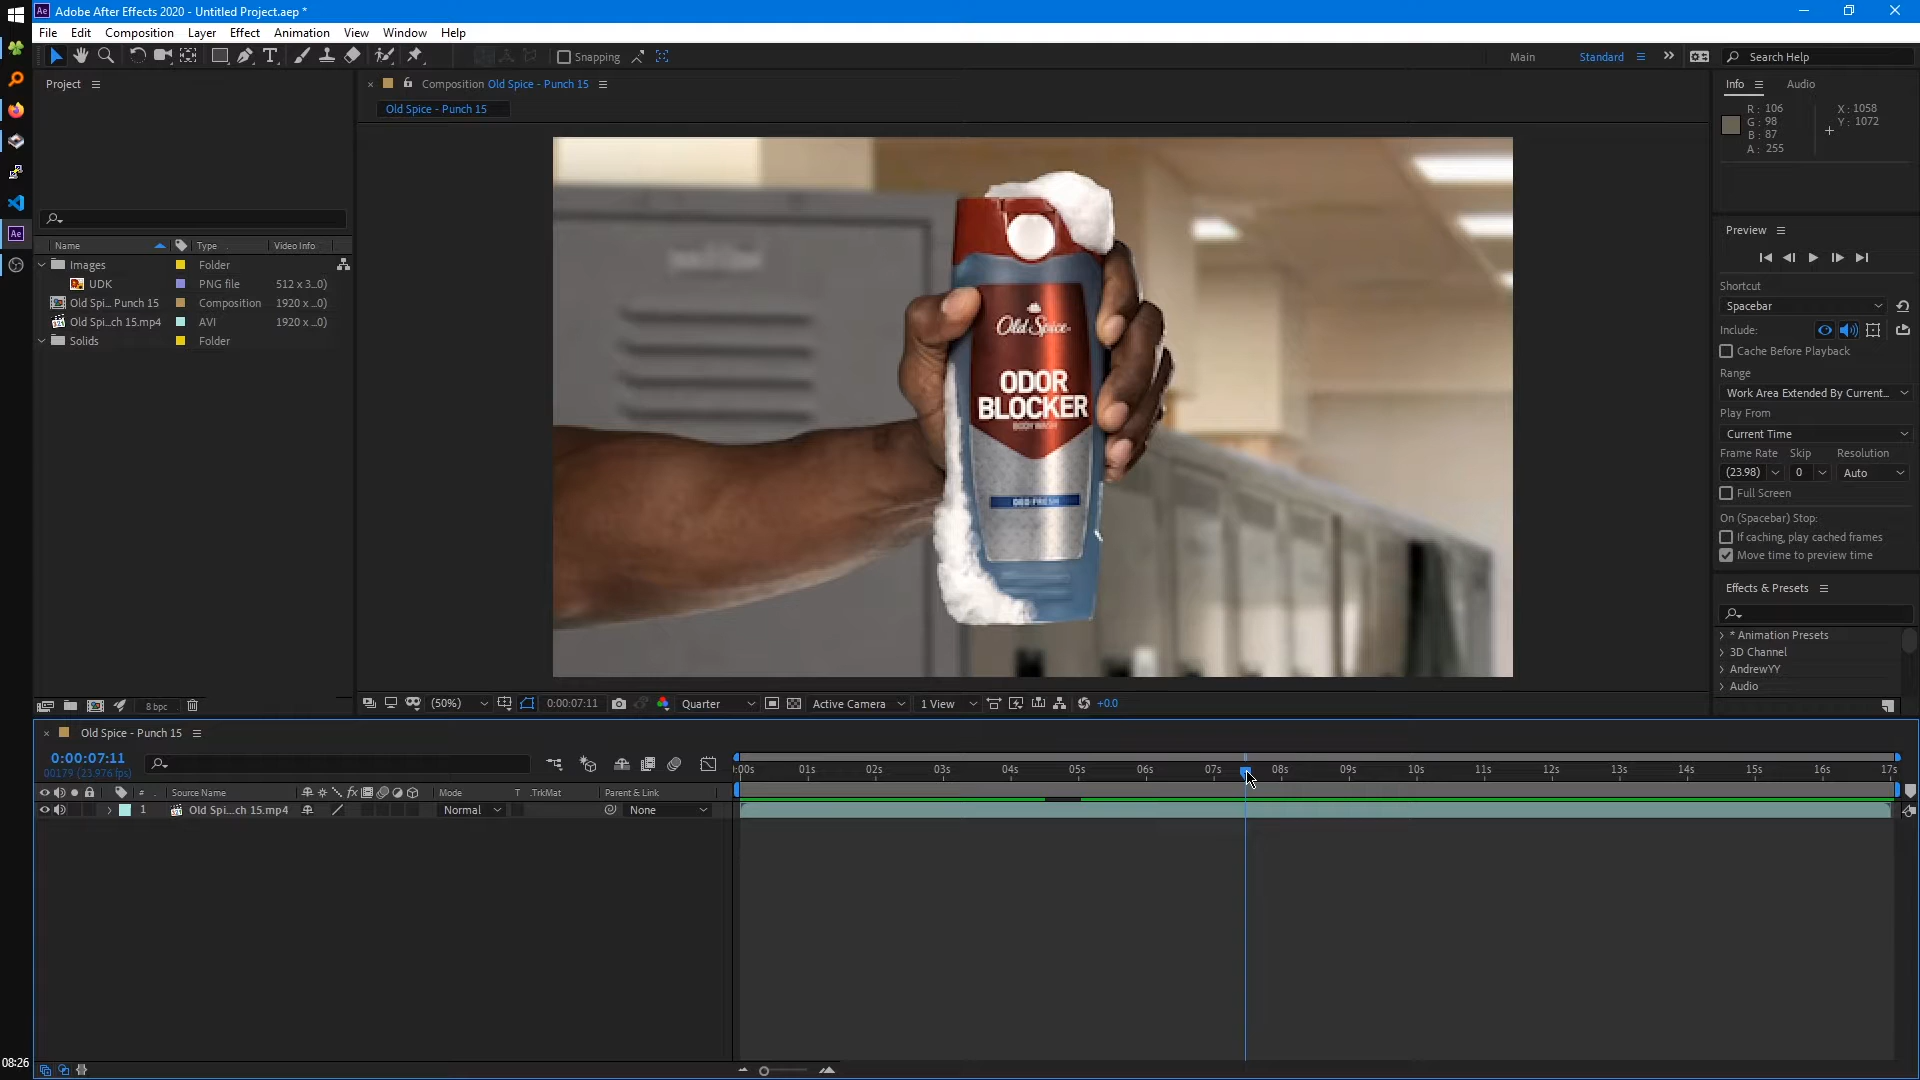 Adobe After Effects 2020 - Untitled Project.aep *
File Edit Composition Layer Effect Animation View Window Help
Snapping
Main Standard Search Help
Project
Composition Old Spice - Punch 15
Old Spice - Punch 15
Info Audio
R: 106 X: 1058
G: 98 Y: 1072
B: 87
A: 255
Old Spice
ODOR
BLOCKER
BODY WASH
Name Type Video Info
Images Folder
UDK PNG file 512 x 3...0)
Old Spi... Punch 15 Composition 1920 x ...0)
Old Spi...ch 15.mp4 AVI 1920 x ...0)
Solids Folder
Preview
Shortcut
Spacebar
Include:
Cache Before Playback
Range
Work Area Extended By Current...
Play From
Current Time
Frame Rate Skip Resolution
(23.98) 0 Auto
Full Screen
On (Spacebar) Stop:
If caching, play cached frames
Move time to preview time
Effects & Presets
* Animation Presets
3D Channel
AndrewYY
Audio
8 bpc
(50%) 0:00:07:11 Quarter Active Camera 1 View +0.0
Old Spice - Punch 15
0:00:07:11
00179 (23.976 fps)
:00s 01s 02s 03s 04s 05s 06s 07s 08s 09s 10s 11s 12s 13s 14s 15s 16s 17s
# Source Name Mode T .TrkMat Parent & Link
1 Old Spi...ch 15.mp4 Normal None
08:26